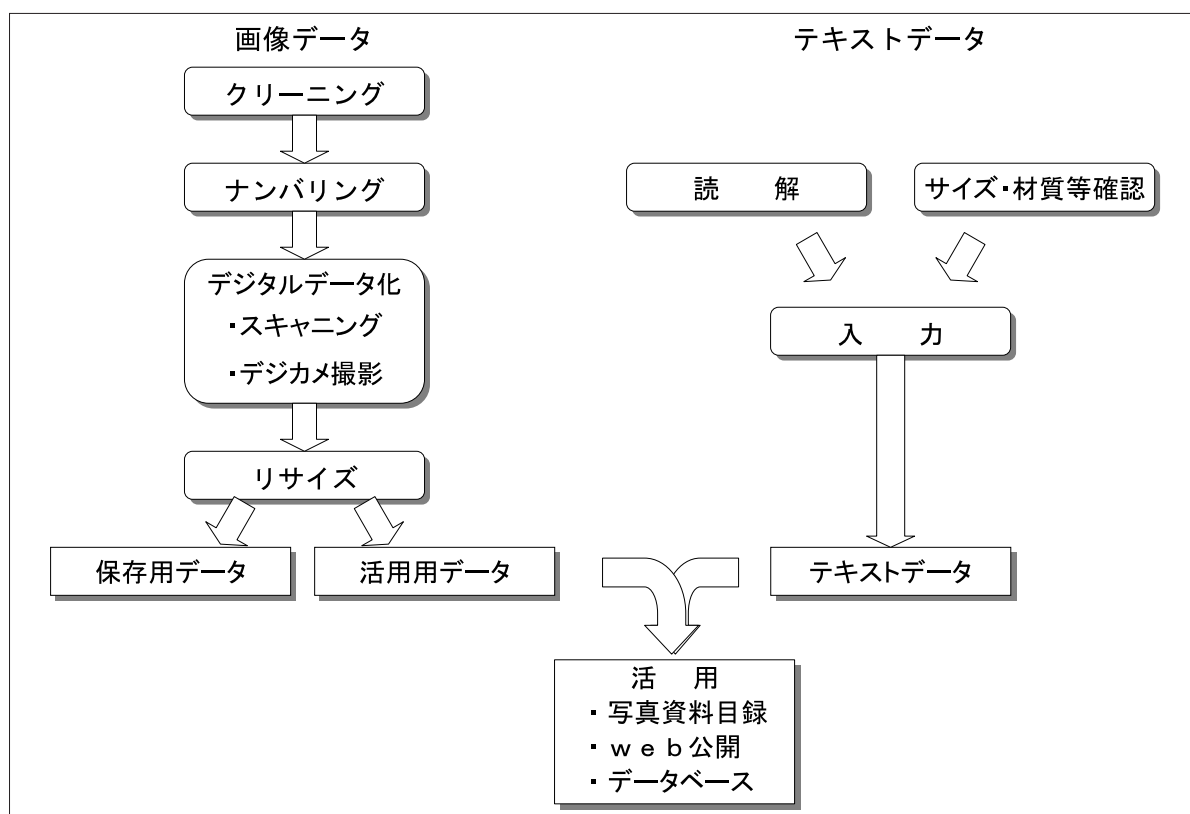 画像データ
クリーニング
ナンバリング
デジタルデータ化
・スキャニング
・デジカメ撮影
リサイズ
保存用データ
活用用データ
テキストデータ
読　　解
サイズ・材質等確認
入　　力
テキストデータ
活　用
・写真資料目録
・ｗｅｂ公開
・データベース